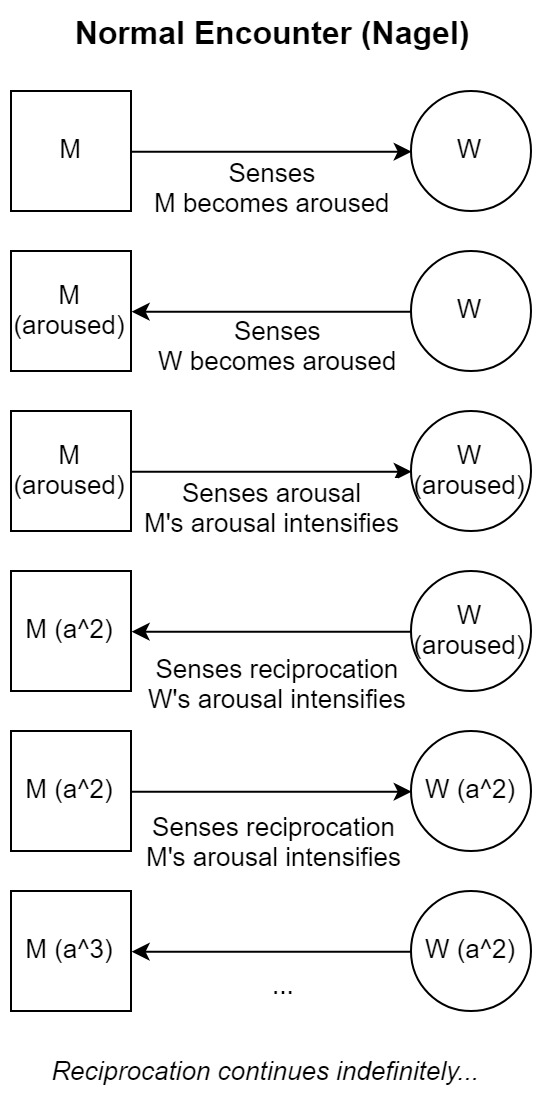 Normal Encounter (Nagel)
M
W
Senses
M becomes aroused
M
(aroused)
W
Senses
W becomes aroused
M
(aroused)
W
(aroused)
Senses arousal
M's arousal intensifies
M (a^2)
W
(aroused)
Senses reciprocation
W's arousal intensifies
M (a^2)
W (a^2)
Senses reciprocation
M's arousal intensifies
M (a^3)
W (a^2)
...
Reciprocation continues indefinitely...